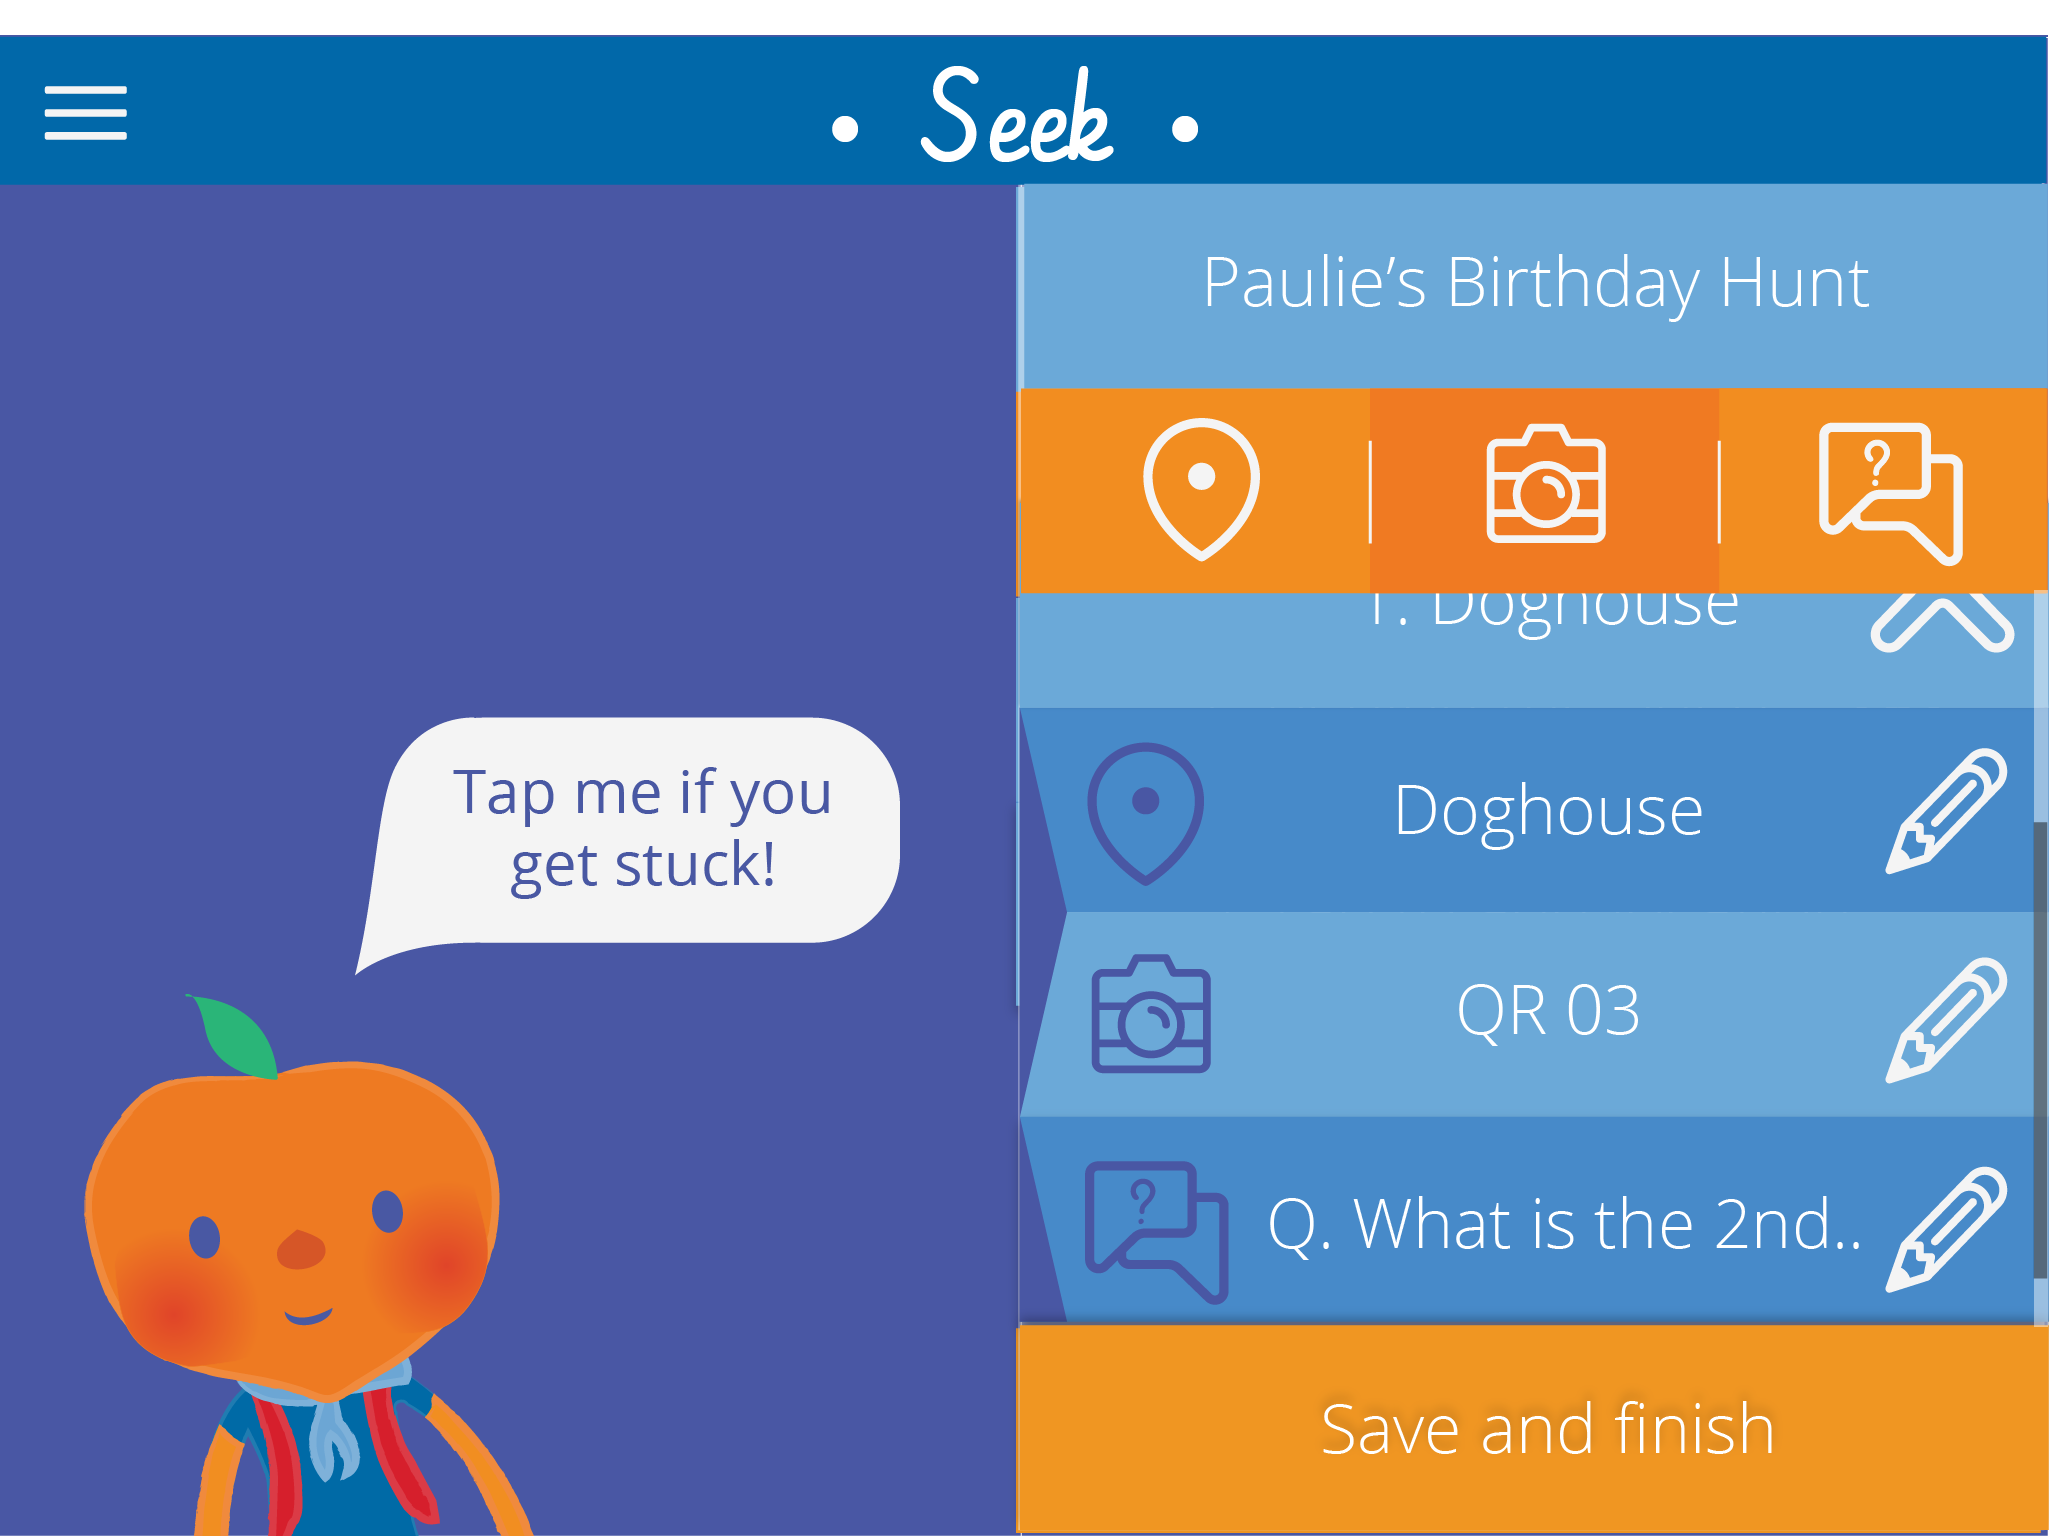 • Seek •
Paulie's Birthday Hunt
1. Doghouse
Tap me if you
get stuck!
Doghouse
QR 03
Q. What is the 2nd..
Save and finish